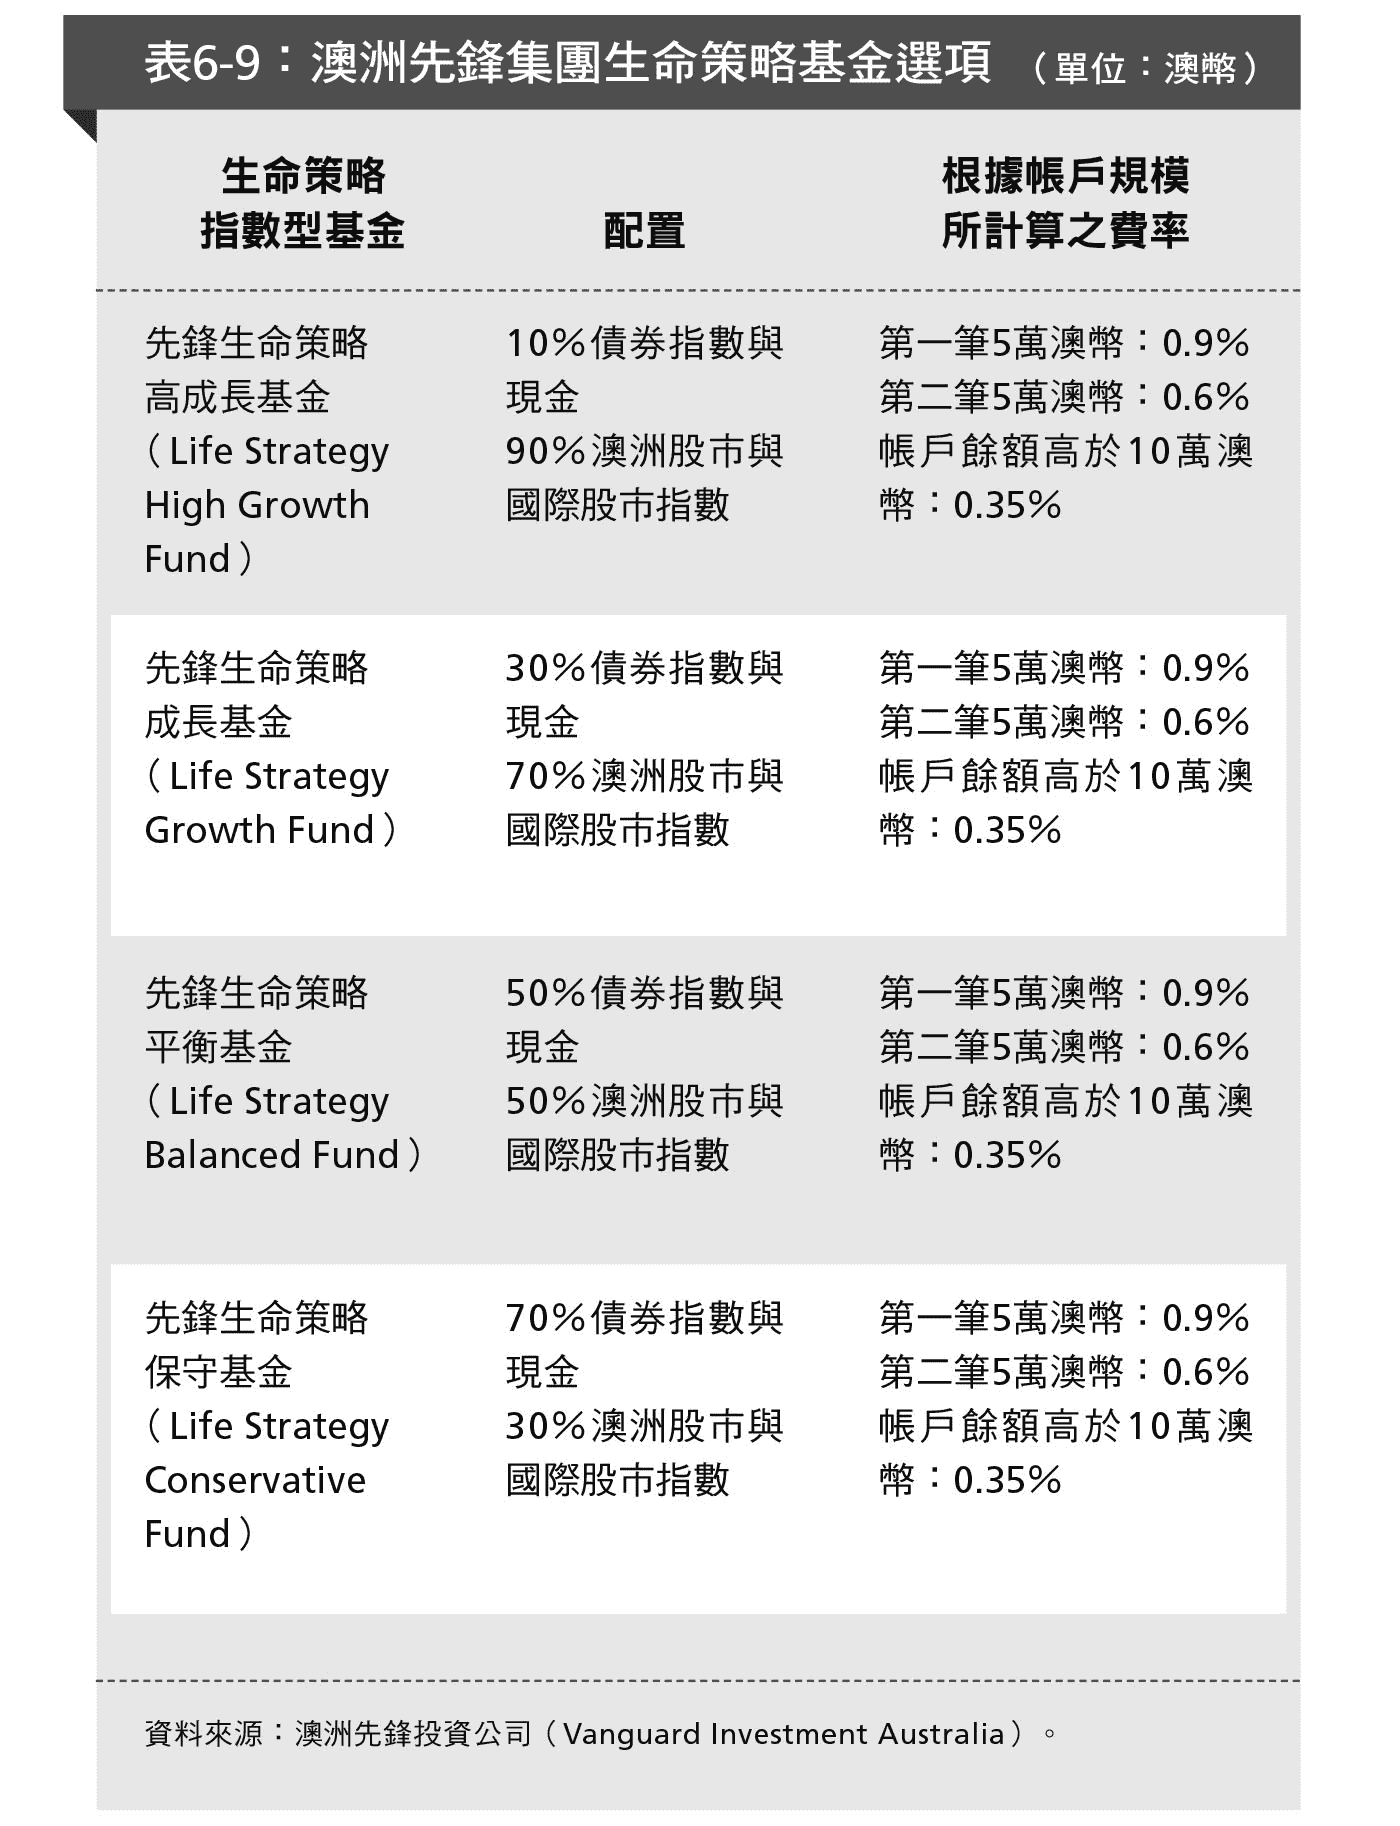 表6-9：澳洲先鋒集團生命策略基金選項（單位：澳幣）
生命策略
指數型基金
配置
根據帳戶規模
所計算之費率
先鋒生命策略
高成長基金
（Life Strategy
High Growth
Fund）
10%債券指數與
現金
90%澳洲股市與
國際股市指數
第一筆5萬澳幣：0.9%
第二筆5萬澳幣：0.6%
帳戶餘額高於10萬澳
幣：0.35%
先鋒生命策略
成長基金
（Life Strategy
Growth Fund）
30%債券指數與
現金
70%澳洲股市與
國際股市指數
第一筆5萬澳幣：0.9%
第二筆5萬澳幣：0.6%
帳戶餘額高於10萬澳
幣：0.35%
先鋒生命策略
平衡基金
（Life Strategy
Balanced Fund）
50%債券指數與
現金
50%澳洲股市與
國際股市指數
第一筆5萬澳幣：0.9%
第二筆5萬澳幣：0.6%
帳戶餘額高於10萬澳
幣：0.35%
先鋒生命策略
保守基金
（Life Strategy
Conservative
Fund）
70%債券指數與
現金
30%澳洲股市與
國際股市指數
第一筆5萬澳幣：0.9%
第二筆5萬澳幣：0.6%
帳戶餘額高於10萬澳
幣：0.35%
資料來源：澳洲先鋒投資公司（Vanguard Investment Australia）。